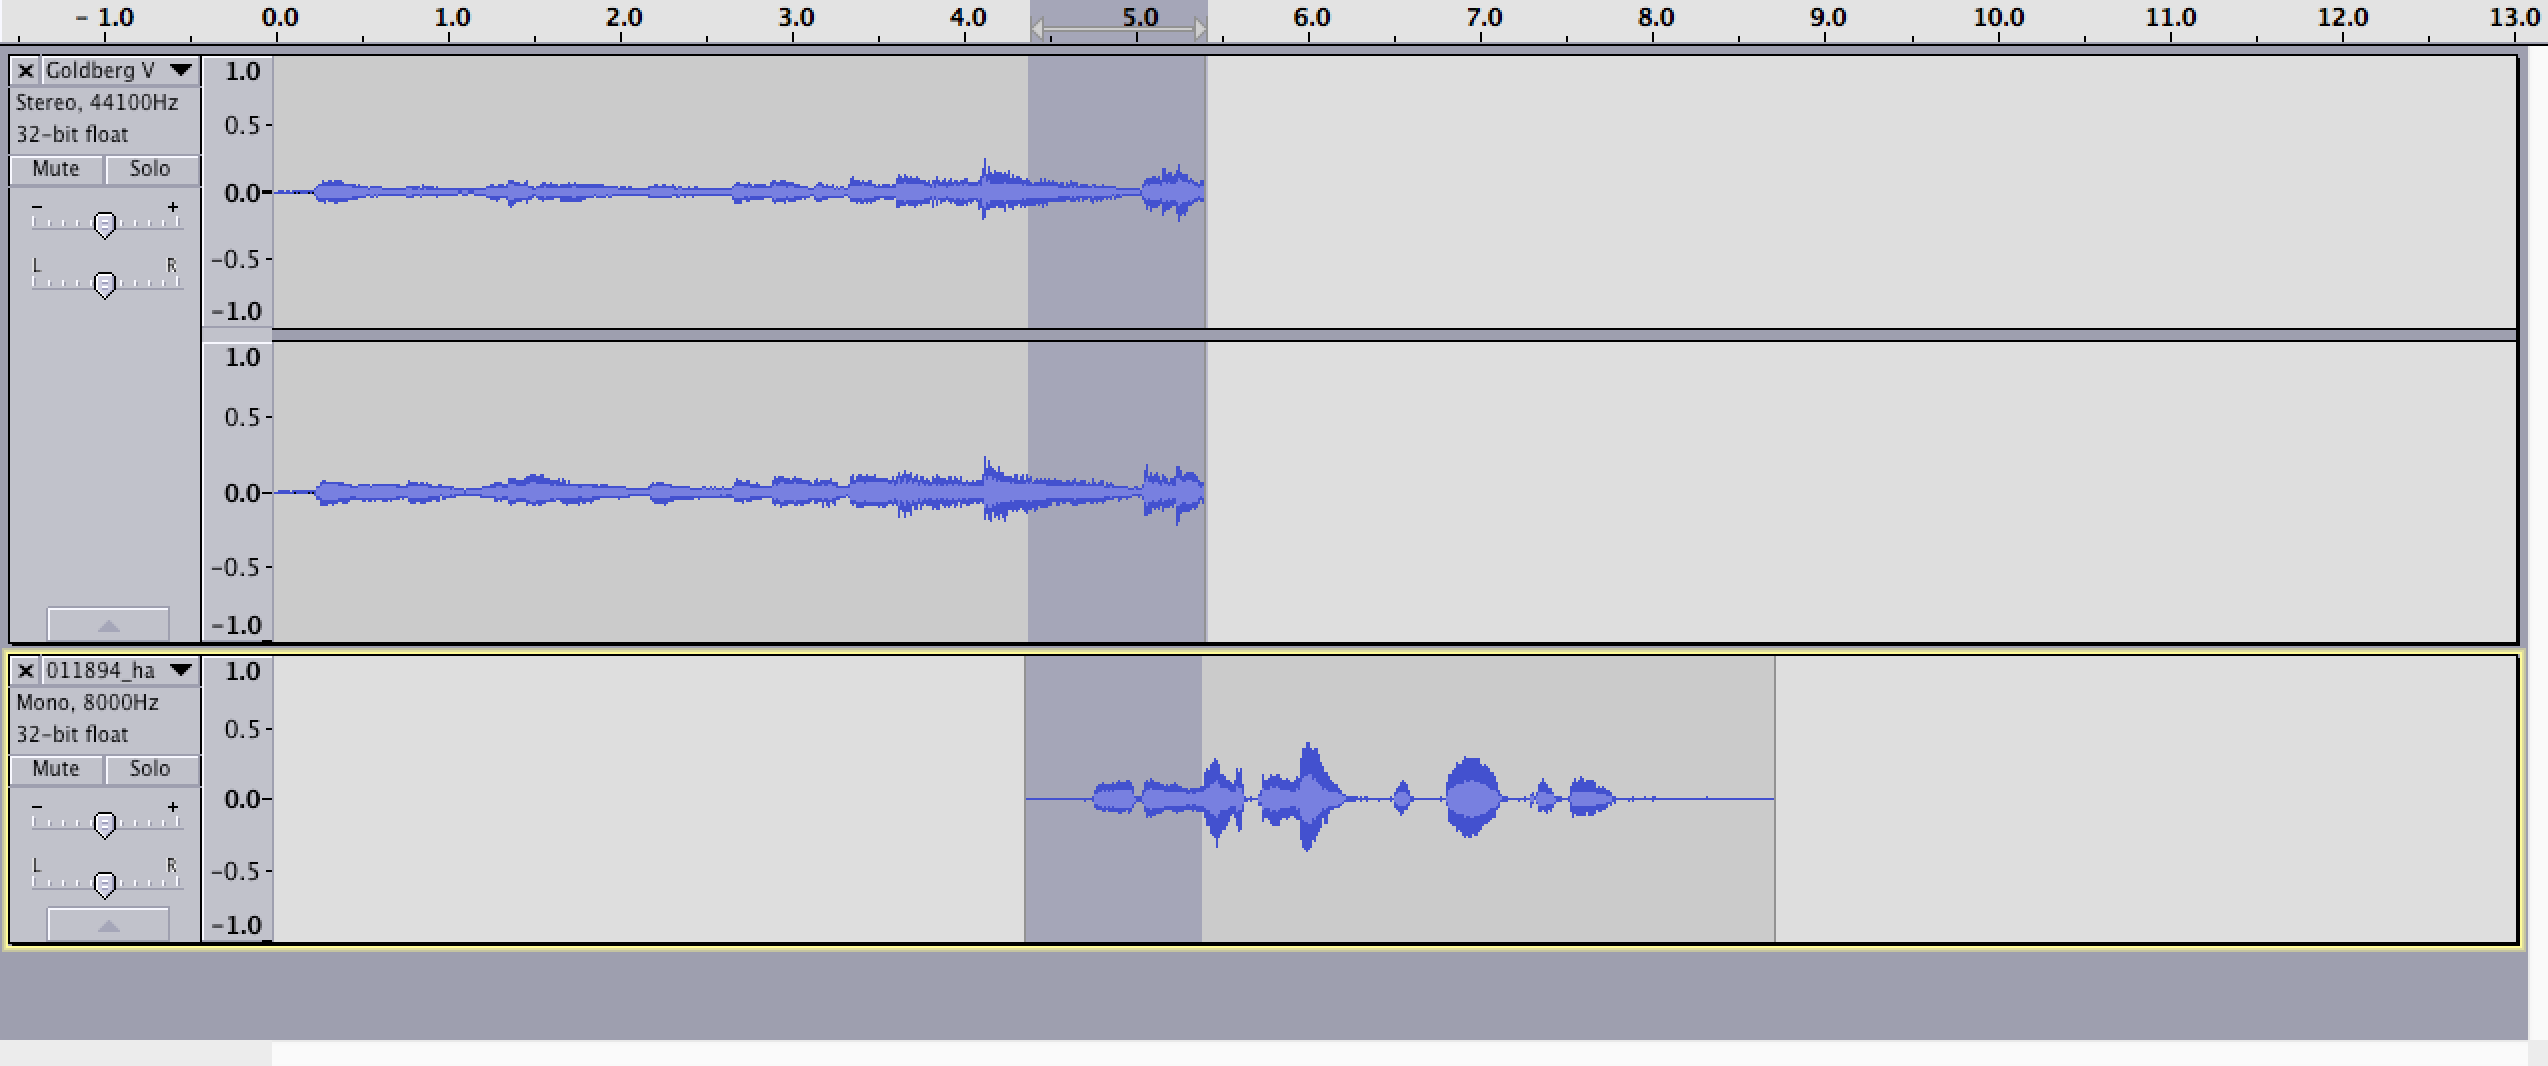 - 1.0 0.0 1.0 2.0 3.0 4.0 5.0 6.0 7.0 8.0 9.0 10.0 11.0 12.0 13.0
Goldberg V
Stereo, 44100Hz
32-bit float
Mute Solo
- +
L R
1.0
0.5
0.0
-0.5
-1.0
1.0
0.5
0.0
-0.5
-1.0
011894_ha
Mono, 8000Hz
32-bit float
Mute Solo
- +
L R
1.0
0.5
0.0
-0.5
-1.0